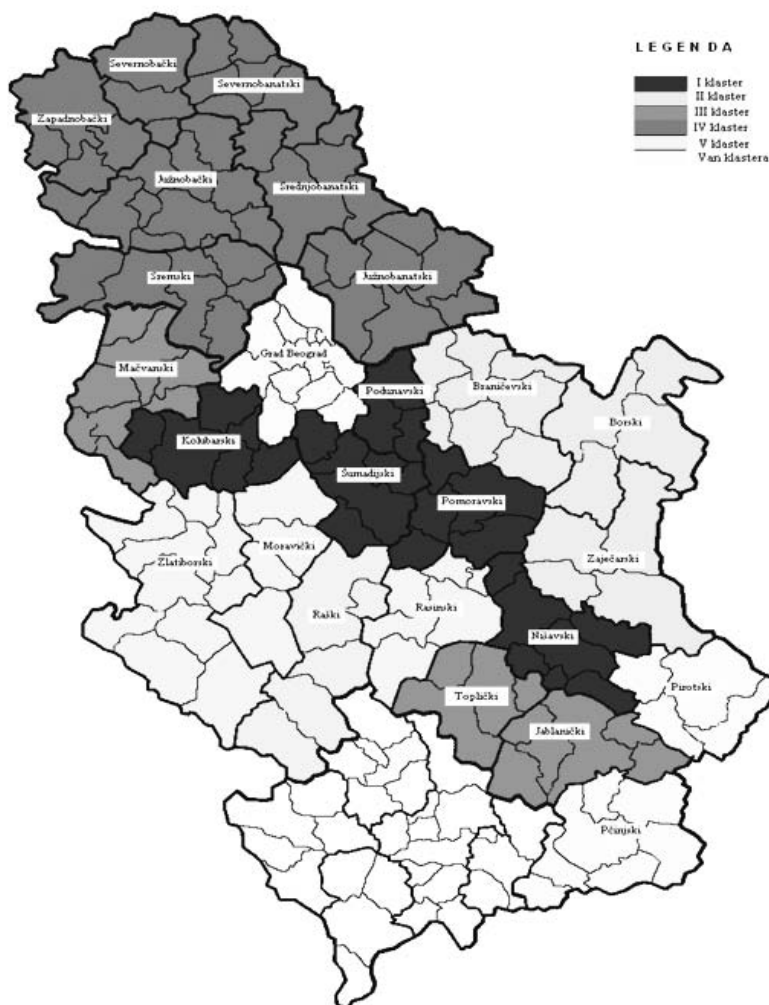 LEGENDA
I klaster
II klaster
III klaster
IV klaster
V klaster
Van klastera
Severnobački
Severnobanatski
Zapadnobački
Južnobački
Srednjobanatski
Sremski
Južnobanatski
Grad Beograd
Mačvanski
Podunavski
Braničevski
Borski
Kolubarski
Šumadijski
Pomoravski
Zlatiborski
Moravički
Zaječarski
Raški
Rasinski
Nišavski
Toplički
Pirotski
Jablanički
Pčinjski